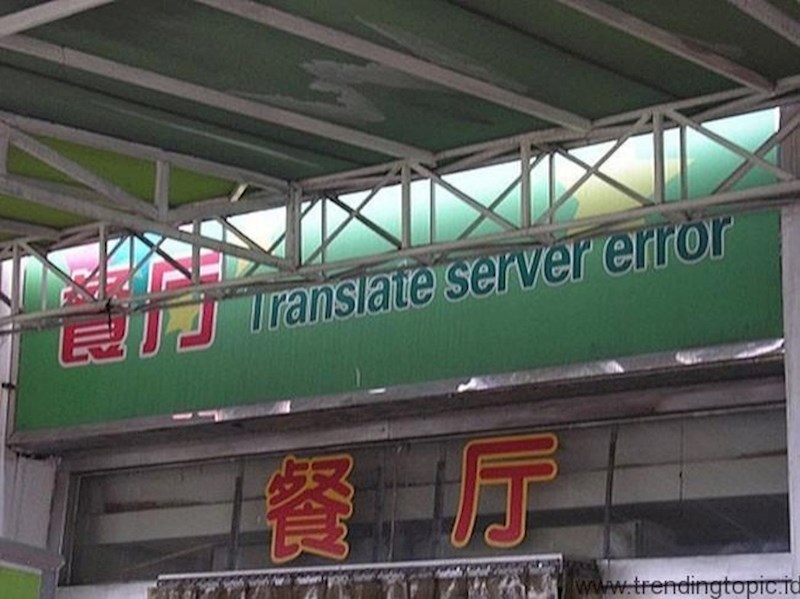 餐厅 Translate server error
餐厅
www.trendingtopic.id